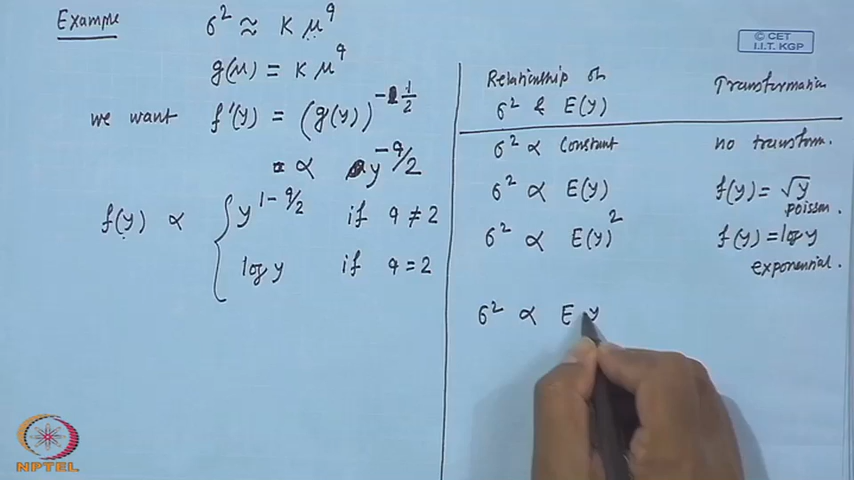 Example
σ² ≈ K μ^q
g(μ) = K μ^q
we want f'(y) = (g(y))^{-1/2}
= α y^{-q/2}
f(y) ∝ { y^{1-q/2} if q ≠ 2
log y if q = 2
Relationship of
σ² & E(y)
Transformation
σ² ∝ Constant no transform.
σ² ∝ E(y) f(y) = √y
poisson.
σ² ∝ E(y)² f(y) = log y
exponential.
σ² ∝ E y
© CET
I.I.T. KGP
NPTEL